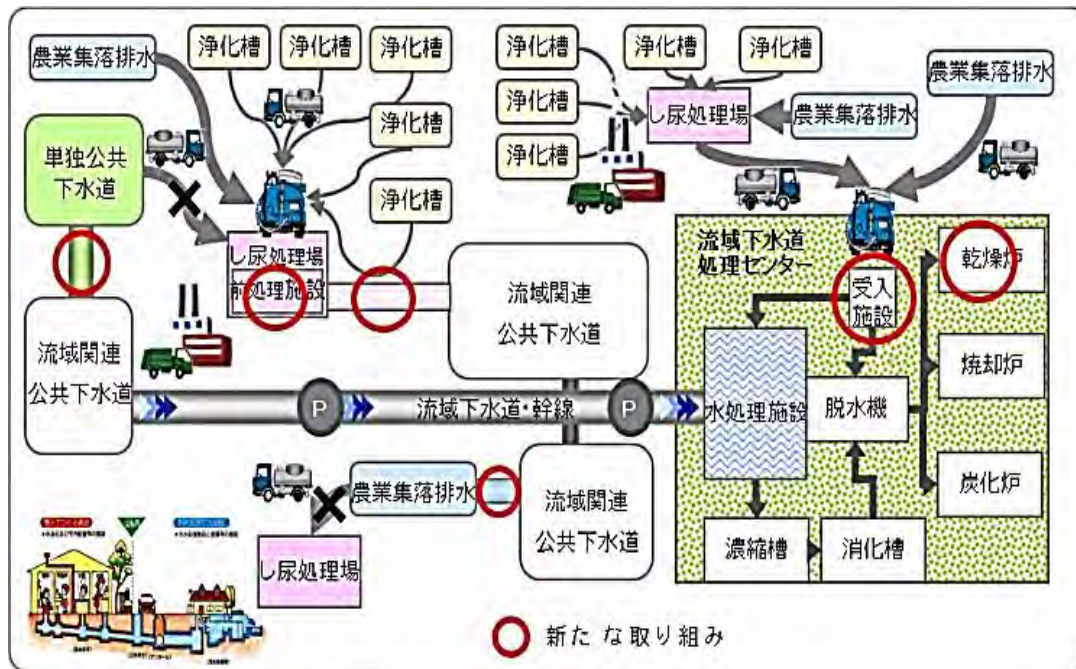 農業集落排水
浄化槽
浄化槽
浄化槽
浄化槽
浄化槽
単独公共
下水道
し尿処理場
前処理施設
流域関連
公共下水道
流域関連
公共下水道
浄化槽
浄化槽
浄化槽
浄化槽
浄化槽
し尿処理場
農業集落排水
農業集落排水
流域下水道
処理センター
受入
施設
乾燥炉
焼却炉
炭化炉
P
流域下水道・幹線
P
水処理施設
脱水機
濃縮槽
消化槽
農業集落排水
し尿処理場
流域関連
公共下水道
新たな取り組み